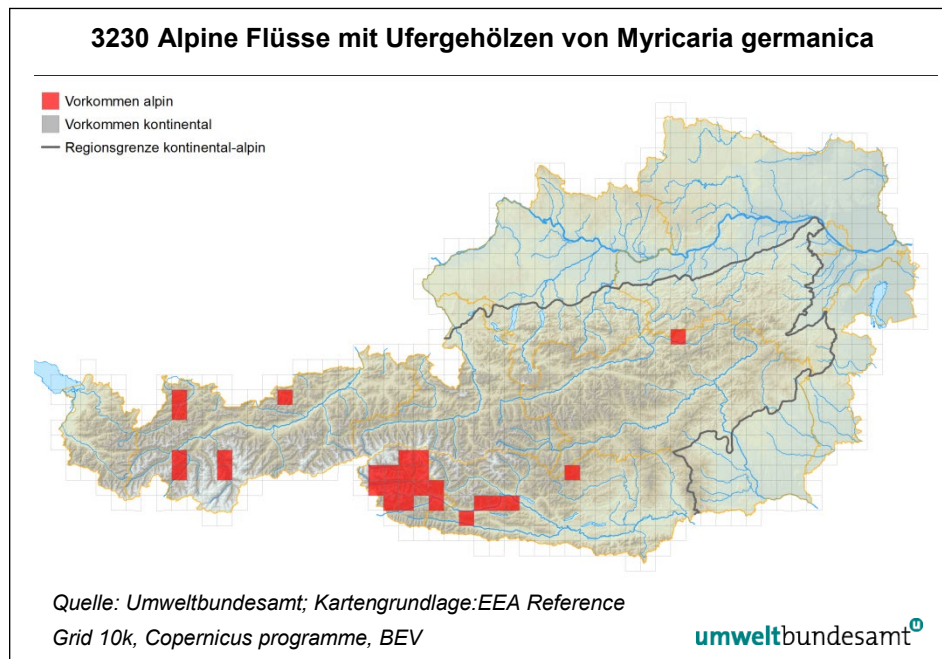 3230 Alpine Flüsse mit Ufergehölzen von Myricaria germanica
Vorkommen alpin
Vorkommen kontinental
Regionsgrenze kontinental-alpin
Quelle: Umweltbundesamt; Kartengrundlage:EEA Reference
Grid 10k, Copernicus programme, BEV
umweltbundesamt u